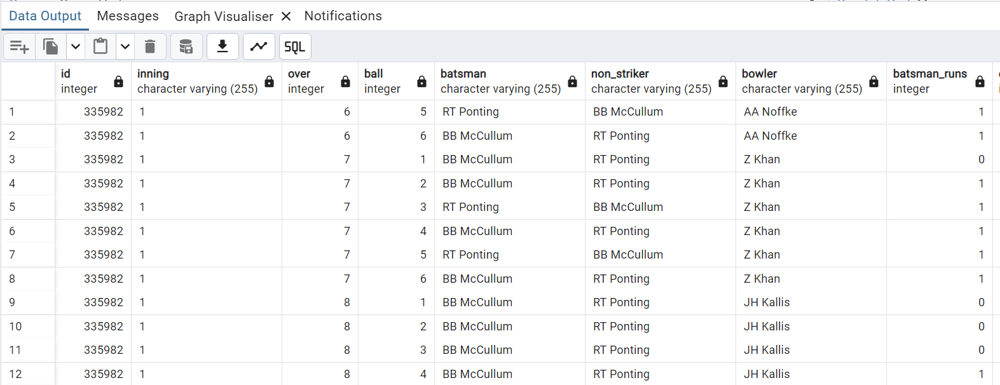 Data Output Messages Graph Visualiser Notifications
SQL
id inning over ball batsman non_striker bowler batsman_runs
integer character varying (255) integer integer character varying (255) character varying (255) character varying (255) integer
1 335982 1 6 5 RT Ponting BB McCullum AA Noffke 1
2 335982 1 6 6 BB McCullum RT Ponting AA Noffke 1
3 335982 1 7 1 BB McCullum RT Ponting Z Khan 0
4 335982 1 7 2 BB McCullum RT Ponting Z Khan 1
5 335982 1 7 3 RT Ponting BB McCullum Z Khan 1
6 335982 1 7 4 BB McCullum RT Ponting Z Khan 1
7 335982 1 7 5 RT Ponting BB McCullum Z Khan 1
8 335982 1 7 6 BB McCullum RT Ponting Z Khan 1
9 335982 1 8 1 BB McCullum RT Ponting JH Kallis 0
10 335982 1 8 2 BB McCullum RT Ponting JH Kallis 0
11 335982 1 8 3 BB McCullum RT Ponting JH Kallis 0
12 335982 1 8 4 BB McCullum RT Ponting JH Kallis 1